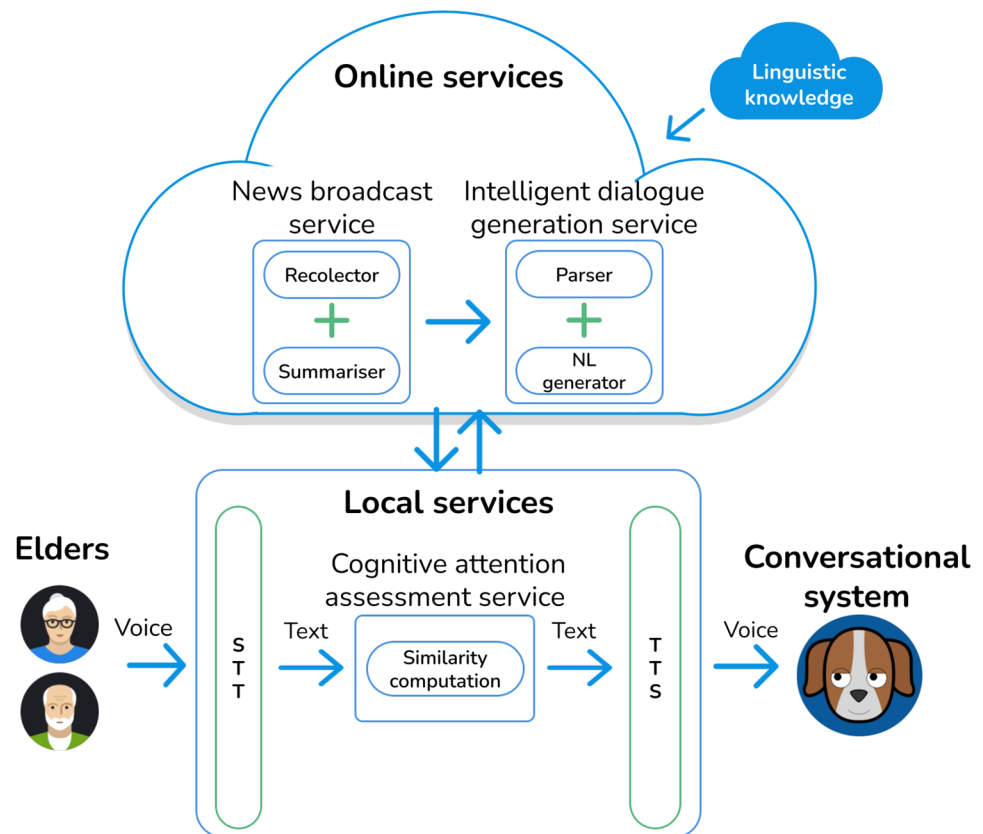 Online services
Linguistic
knowledge
News broadcast
service
Intelligent dialogue
generation service
Recolector
Parser
Summariser
NL
generator
Local services
Elders
Cognitive attention
assessment service
Conversational
system
Voice
Text
Text
Voice
S
T
T
Similarity
computation
T
T
S